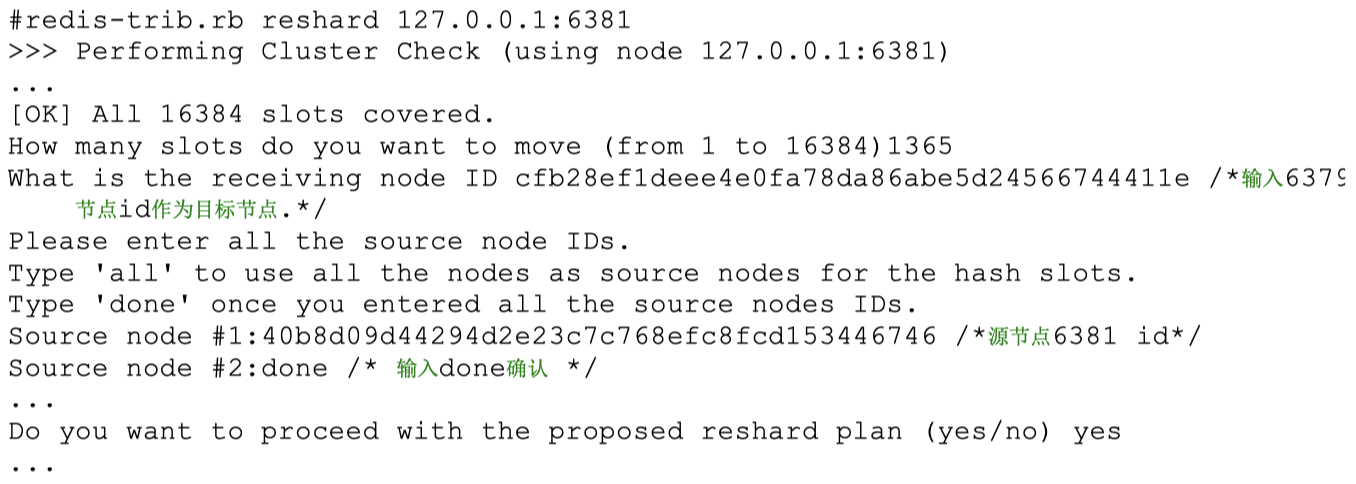 #redis-trib.rb reshard 127.0.0.1:6381
>>> Performing Cluster Check (using node 127.0.0.1:6381)
...
[OK] All 16384 slots covered.
How many slots do you want to move (from 1 to 16384)1365
What is the receiving node ID cfb28ef1deee4e0fa78da86abe5d24566744411e /*输入6379
节点id作为目标节点.*/
Please enter all the source node IDs.
Type 'all' to use all the nodes as source nodes for the hash slots.
Type 'done' once you entered all the source nodes IDs.
Source node #1:40b8d09d44294d2e23c7c768efc8fcd153446746 /*源节点6381 id*/
Source node #2:done /* 输入done确认 */
...
Do you want to proceed with the proposed reshard plan (yes/no) yes
...